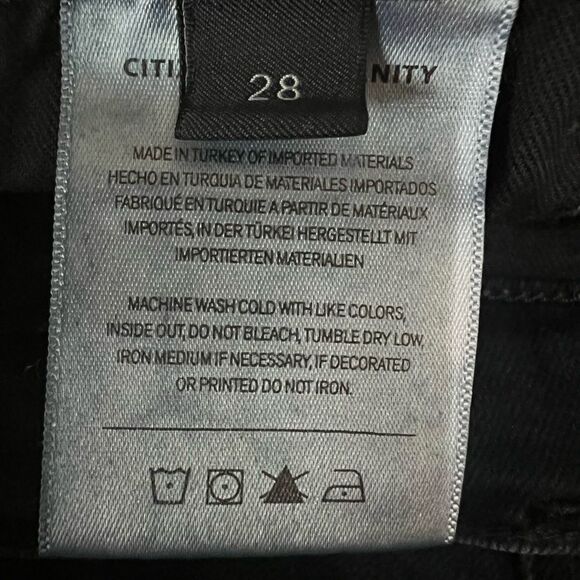 CITI
NITY
28
MADE IN TURKEY OF IMPORTED MATERIALS
HECHO EN TURQUIA DE MATERIALES IMPORTADOS
FABRIQUÉ EN TURQUIE A PARTIR DE MATÉRIAUX
IMPORTÉS, IN DER TÜRKEI HERGESTELLT MIT
IMPORTIERTEN MATERIALIEN
MACHINE WASH COLD WITH LIKE COLORS,
INSIDE OUT, DO NOT BLEACH, TUMBLE DRY LOW,
IRON MEDIUM IF NECESSARY, IF DECORATED
OR PRINTED DO NOT IRON.